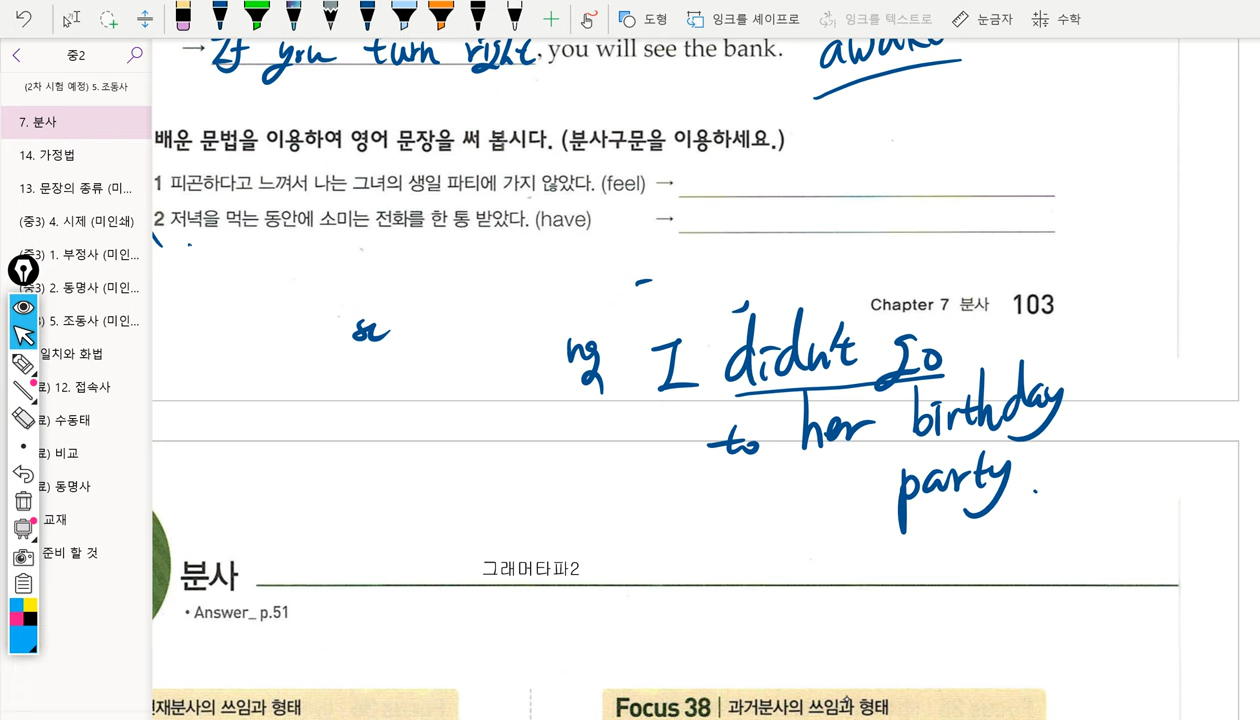 도형
잉크를 셰이프로
잉크를 텍스트로
눈금자
수학
중2
(2차 시험 예정) 5. 조동사
7. 분사
14. 가정법
13. 문장의 종류 (미...
(중3) 4. 시제 (미인쇄)
(중3) 1. 부정사 (미인...
3) 2. 동명사 (미인...
3) 5. 조동사 (미인...
일치와 화법
료) 12. 접속사
료) 수동태
료) 비교
료) 동명사
교재
준비 할 것
→ If you turn right, you will see the bank.
awake
배운 문법을 이용하여 영어 문장을 써 봅시다. (분사구문을 이용하세요.)
1 피곤하다고 느껴서 나는 그녀의 생일 파티에 가지 않았다. (feel) →
2 저녁을 먹는 동안에 소미는 전화를 한 통 받았다. (have) →
Chapter 7 분사 103
ng I didn't go
to her birthday
party.
분사
그래머타파2
• Answer_ p.51
현재분사의 쓰임과 형태
Focus 38 | 과거분사의 쓰임과 형태